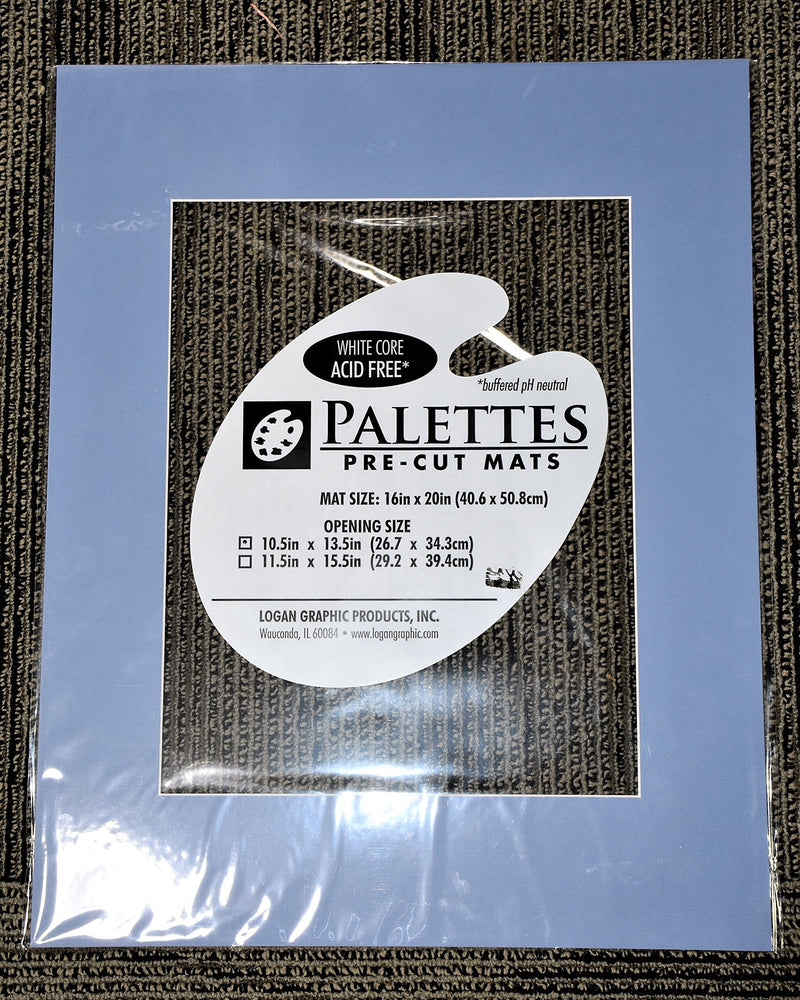 WHITE CORE
ACID FREE*
*buffered pH neutral
PALETTES
PRE-CUT MATS
MAT SIZE: 16in x 20in (40.6 x 50.8cm)
OPENING SIZE
10.5in x 13.5in (26.7 x 34.3cm)
11.5in x 15.5in (29.2 x 39.4cm)
LOGAN GRAPHIC PRODUCTS, INC.
Wauconda, IL 60084 • www.logangraphic.com